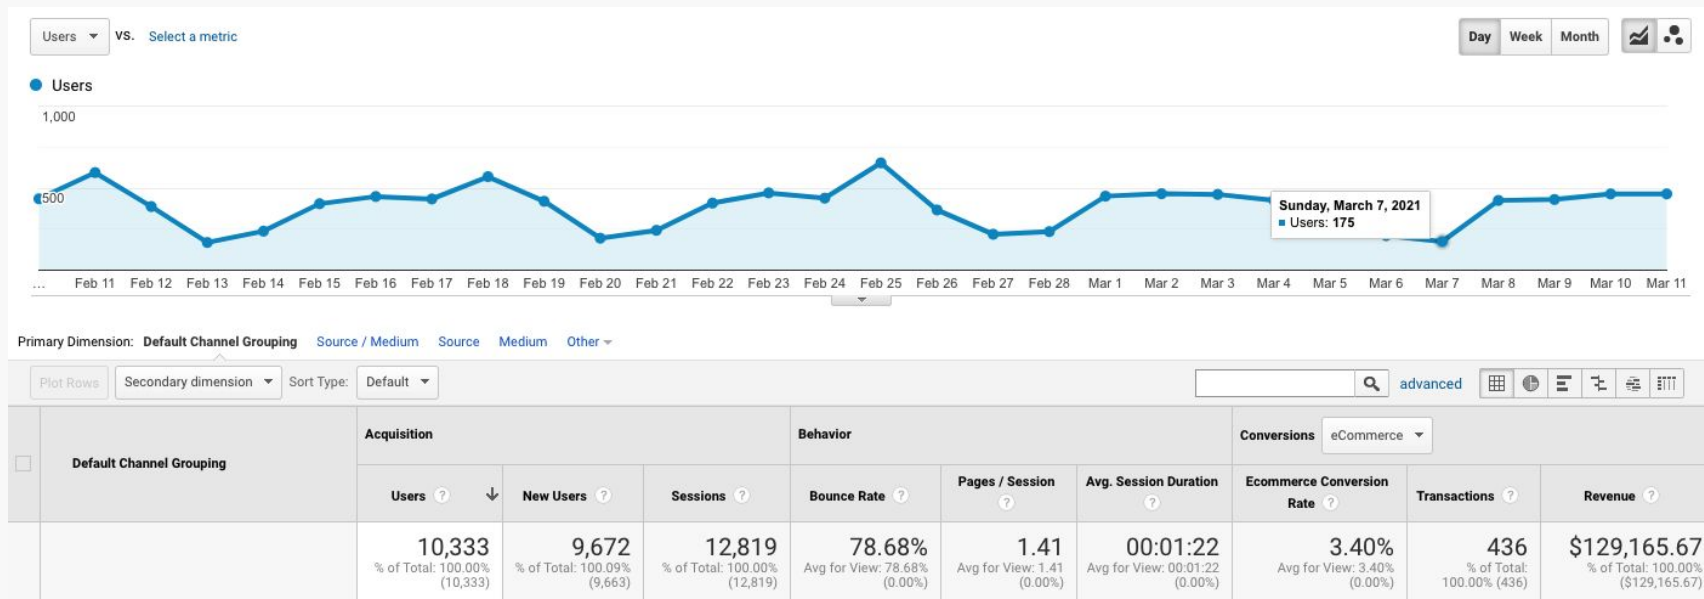 Users vs. Select a metric Day Week Month
Users
1,000
500
Sunday, March 7, 2021
Users: 175
... Feb 11 Feb 12 Feb 13 Feb 14 Feb 15 Feb 16 Feb 17 Feb 18 Feb 19 Feb 20 Feb 21 Feb 22 Feb 23 Feb 24 Feb 25 Feb 26 Feb 27 Feb 28 Mar 1 Mar 2 Mar 3 Mar 4 Mar 5 Mar 6 Mar 7 Mar 8 Mar 9 Mar 10 Mar 11
Primary Dimension: Default Channel Grouping Source / Medium Source Medium Other
Plot Rows Secondary dimension Sort Type: Default advanced
Acquisition Behavior Conversions eCommerce
Default Channel Grouping
Users ? New Users ? Sessions ? Bounce Rate ? Pages / Session ? Avg. Session Duration ? Ecommerce Conversion Rate ? Transactions ? Revenue ?
10,333 9,672 12,819 78.68% 1.41 00:01:22 3.40% 436 $129,165.67
% of Total: 100.00% % of Total: 100.09% % of Total: 100.00% Avg for View: 78.68% Avg for View: 1.41 Avg for View: 00:01:22 Avg for View: 3.40% % of Total: % of Total: 100.00%
(10,333) (9,663) (12,819) (0.00%) (0.00%) (0.00%) (0.00%) 100.00% (436) ($129,165.67)